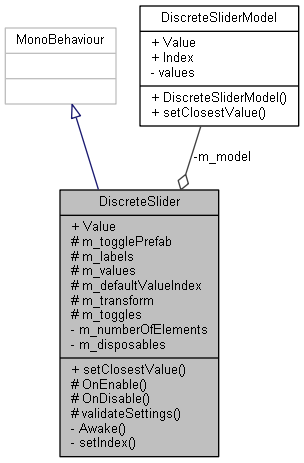 DiscreteSliderModel
+ Value
+ Index
- values
+ DiscreteSliderModel()
+ setClosestValue()
MonoBehaviour
-m_model
DiscreteSlider
+ Value
# m_togglePrefab
# m_labels
# m_values
# m_defaultValueIndex
# m_transform
# m_toggles
- m_numberOfElements
- m_disposables
+ setClosestValue()
# OnEnable()
# OnDisable()
# validateSettings()
- Awake()
- setIndex()